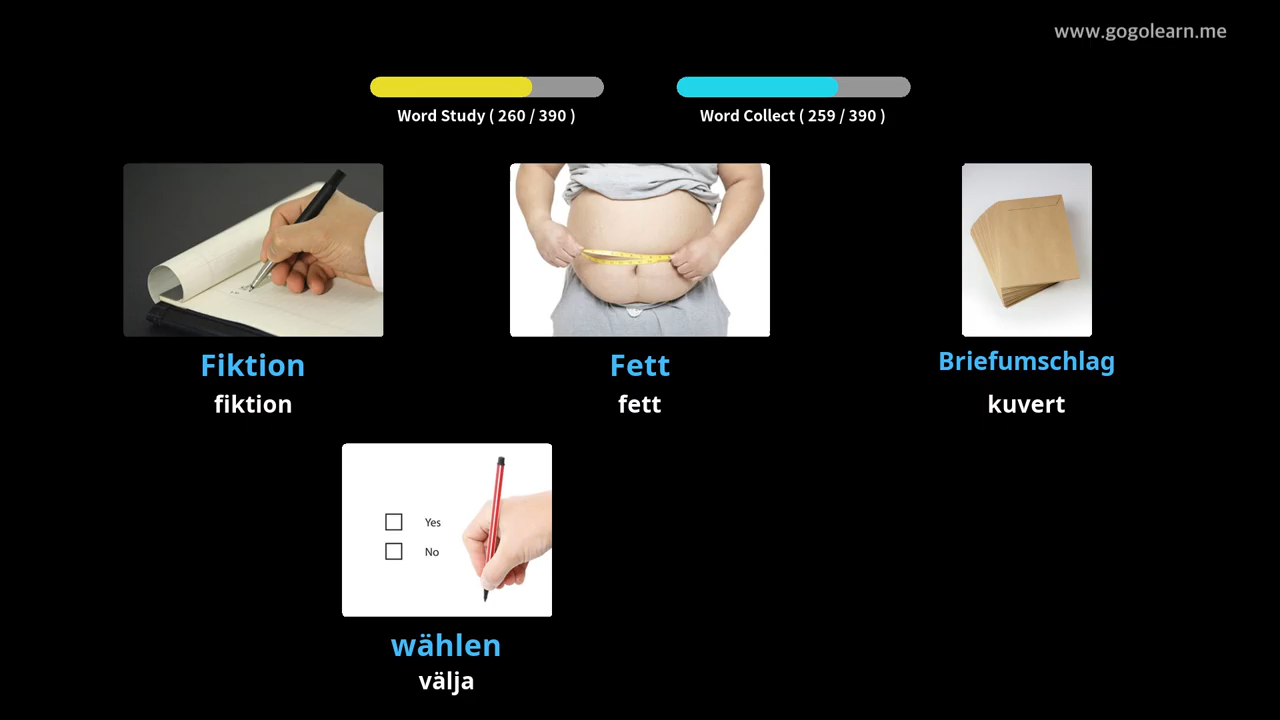 www.gogolearn.me
Word Study ( 260 / 390 )
Word Collect ( 259 / 390 )
Fiktion
fiktion
Fett
fett
Briefumschlag
kuvert
Yes
No
wählen
välja